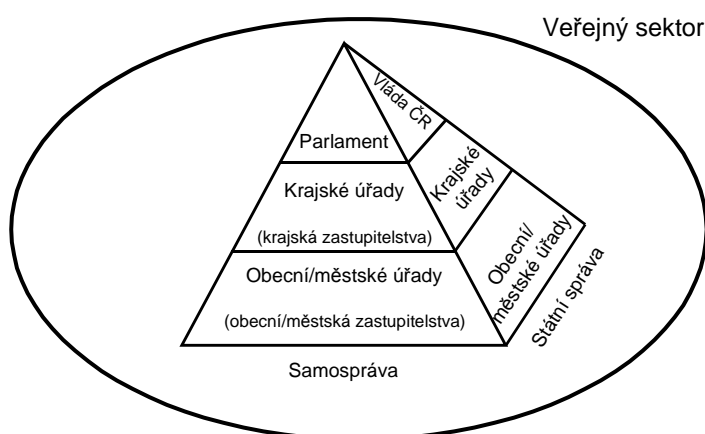 Veřejný sektor
Vláda ČR
Parlament
Krajské
úřady
Krajské úřady
(krajská zastupitelstva)
Obecní/
městské úřady
Obecní/městské úřady
(obecní/městská zastupitelstva)
Státní správa
Samospráva